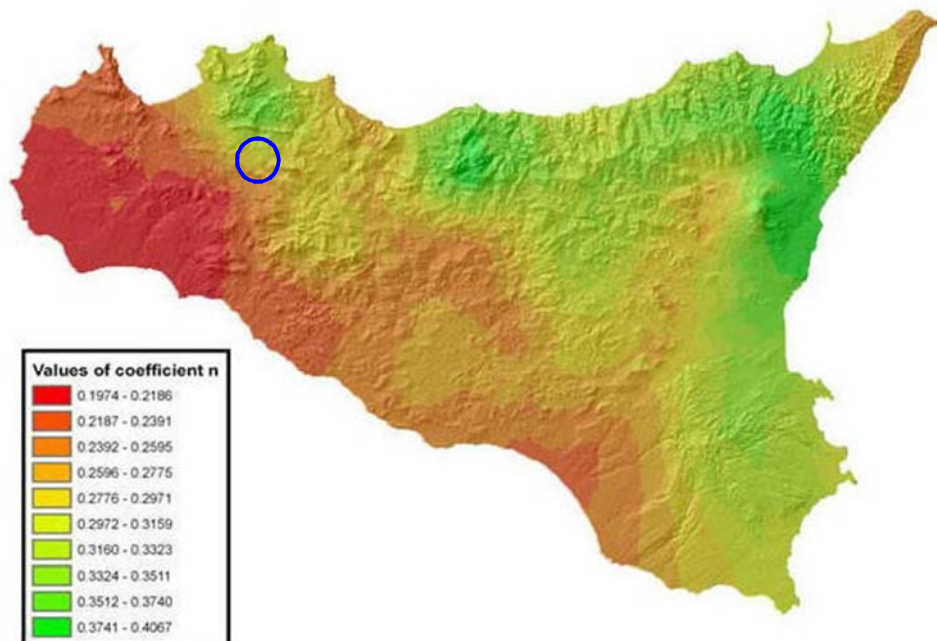 Values of coefficient n
0.1974 - 0.2186
0.2187 - 0.2391
0.2392 - 0.2595
0.2596 - 0.2775
0.2776 - 0.2971
0.2972 - 0.3159
0.3160 - 0.3323
0.3324 - 0.3511
0.3512 - 0.3740
0.3741 - 0.4067